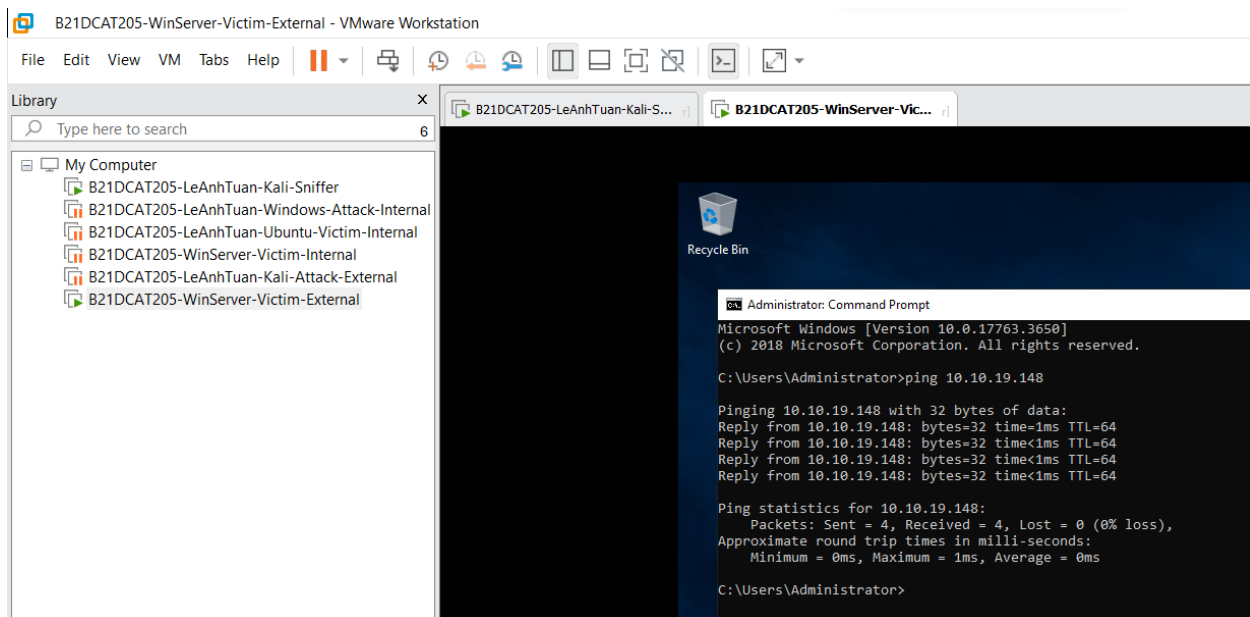 B21DCAT205-WinServer-Victim-External - VMware Workstation
File Edit View VM Tabs Help
Library X
Type here to search 6
B21DCAT205-LeAnhTuan-Kali-S...
B21DCAT205-WinServer-Vic...
My Computer
B21DCAT205-LeAnhTuan-Kali-Sniffer
B21DCAT205-LeAnhTuan-Windows-Attack-Internal
B21DCAT205-LeAnhTuan-Ubuntu-Victim-Internal
B21DCAT205-WinServer-Victim-Internal
B21DCAT205-LeAnhTuan-Kali-Attack-External
B21DCAT205-WinServer-Victim-External
Recycle Bin
Administrator: Command Prompt
Microsoft Windows [Version 10.0.17763.3650]
(c) 2018 Microsoft Corporation. All rights reserved.
C:\Users\Administrator>ping 10.10.19.148
Pinging 10.10.19.148 with 32 bytes of data:
Reply from 10.10.19.148: bytes=32 time=1ms TTL=64
Reply from 10.10.19.148: bytes=32 time<1ms TTL=64
Reply from 10.10.19.148: bytes=32 time<1ms TTL=64
Reply from 10.10.19.148: bytes=32 time<1ms TTL=64
Ping statistics for 10.10.19.148:
Packets: Sent = 4, Received = 4, Lost = 0 (0% loss),
Approximate round trip times in milli-seconds:
Minimum = 0ms, Maximum = 1ms, Average = 0ms
C:\Users\Administrator>